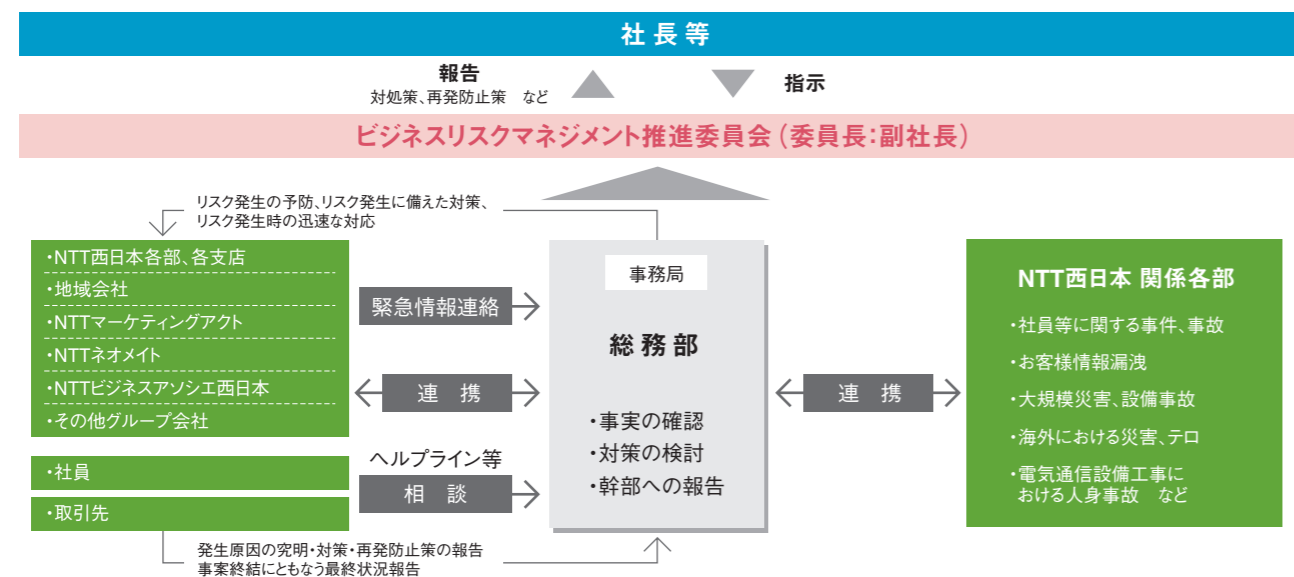 社長等
報告
対処策、再発防止策　など
指示
ビジネスリスクマネジメント推進委員会(委員長:副社長)
リスク発生の予防、リスク発生に備えた対策、
リスク発生時の迅速な対応
・NTT西日本各部、各支店
・地域会社
・NTTマーケティングアクト
・NTTネオメイト
・NTTビジネスアソシエ西日本
・その他グループ会社
・社員
・取引先
緊急情報連絡
連携
ヘルプライン等
相談
発生原因の究明・対策・再発防止策の報告
事案終結にともなう最終状況報告
事務局
総務部
・事実の確認
・対策の検討
・幹部への報告
連携
NTT西日本 関係各部
・社員等に関する事件、事故
・お客様情報漏洩
・大規模災害、設備事故
・海外における災害、テロ
・電気通信設備工事に
おける人身事故　など